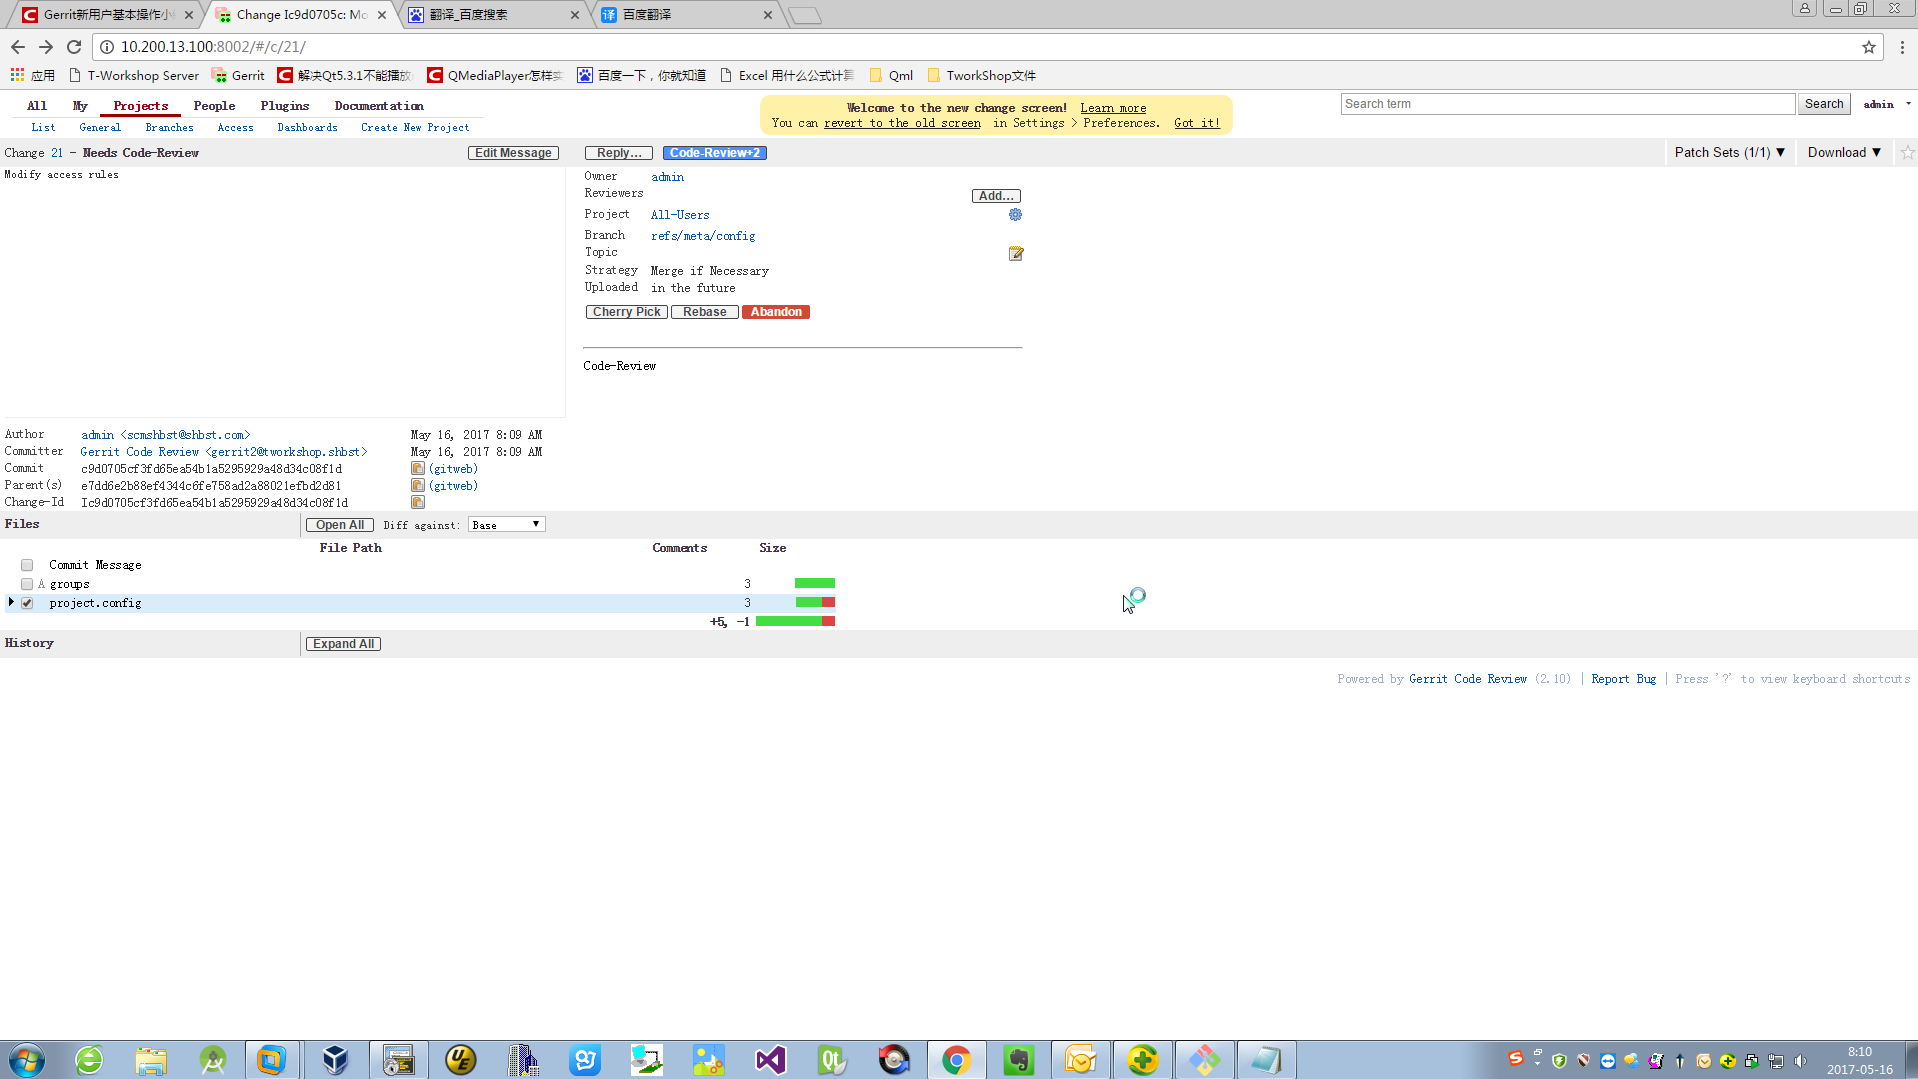 Gerrit新用户基本操作小
Change Ic9d0705c: Mo
翻译_百度搜索
百度翻译
10.200.13.100:8002/#/c/21/
应用
T-Workshop Server
Gerrit
解决Qt5.3.1不能播放
QMediaPlayer怎样实
百度一下，你就知道
Excel 用什么公式计算
Qml
TworkShop文件
All My Projects People Plugins Documentation
List General Branches Access Dashboards Create New Project
Welcome to the new change screen! Learn more
You can revert to the old screen in Settings > Preferences. Got it!
Search term
Search
admin
Change 21 - Needs Code-Review
Edit Message
Reply…
Code-Review+2
Patch Sets (1/1) ▼
Download ▼
Modify access rules
Owner admin
Reviewers
Add…
Project All-Users
Branch refs/meta/config
Topic
Strategy Merge if Necessary
Uploaded in the future
Cherry Pick Rebase Abandon
Code-Review
Author admin <scmshbst@shbst.com> May 16, 2017 8:09 AM
Committer Gerrit Code Review <gerrit2@tworkshop.shbst> May 16, 2017 8:09 AM
Commit c9d0705cf3fd65ea54b1a5295929a48d34c08f1d (gitweb)
Parent(s) e7dd6e2b88ef4344c6fe758ad2a88021efbd2d81 (gitweb)
Change-Id Ic9d0705cf3fd65ea54b1a5295929a48d34c08f1d
Files
Open All
Diff against: Base
File Path Comments Size
Commit Message
A groups 3
project.config 3
+5, -1
History
Expand All
Powered by Gerrit Code Review (2.10) | Report Bug | Press '?' to view keyboard shortcuts
8:10
2017-05-16